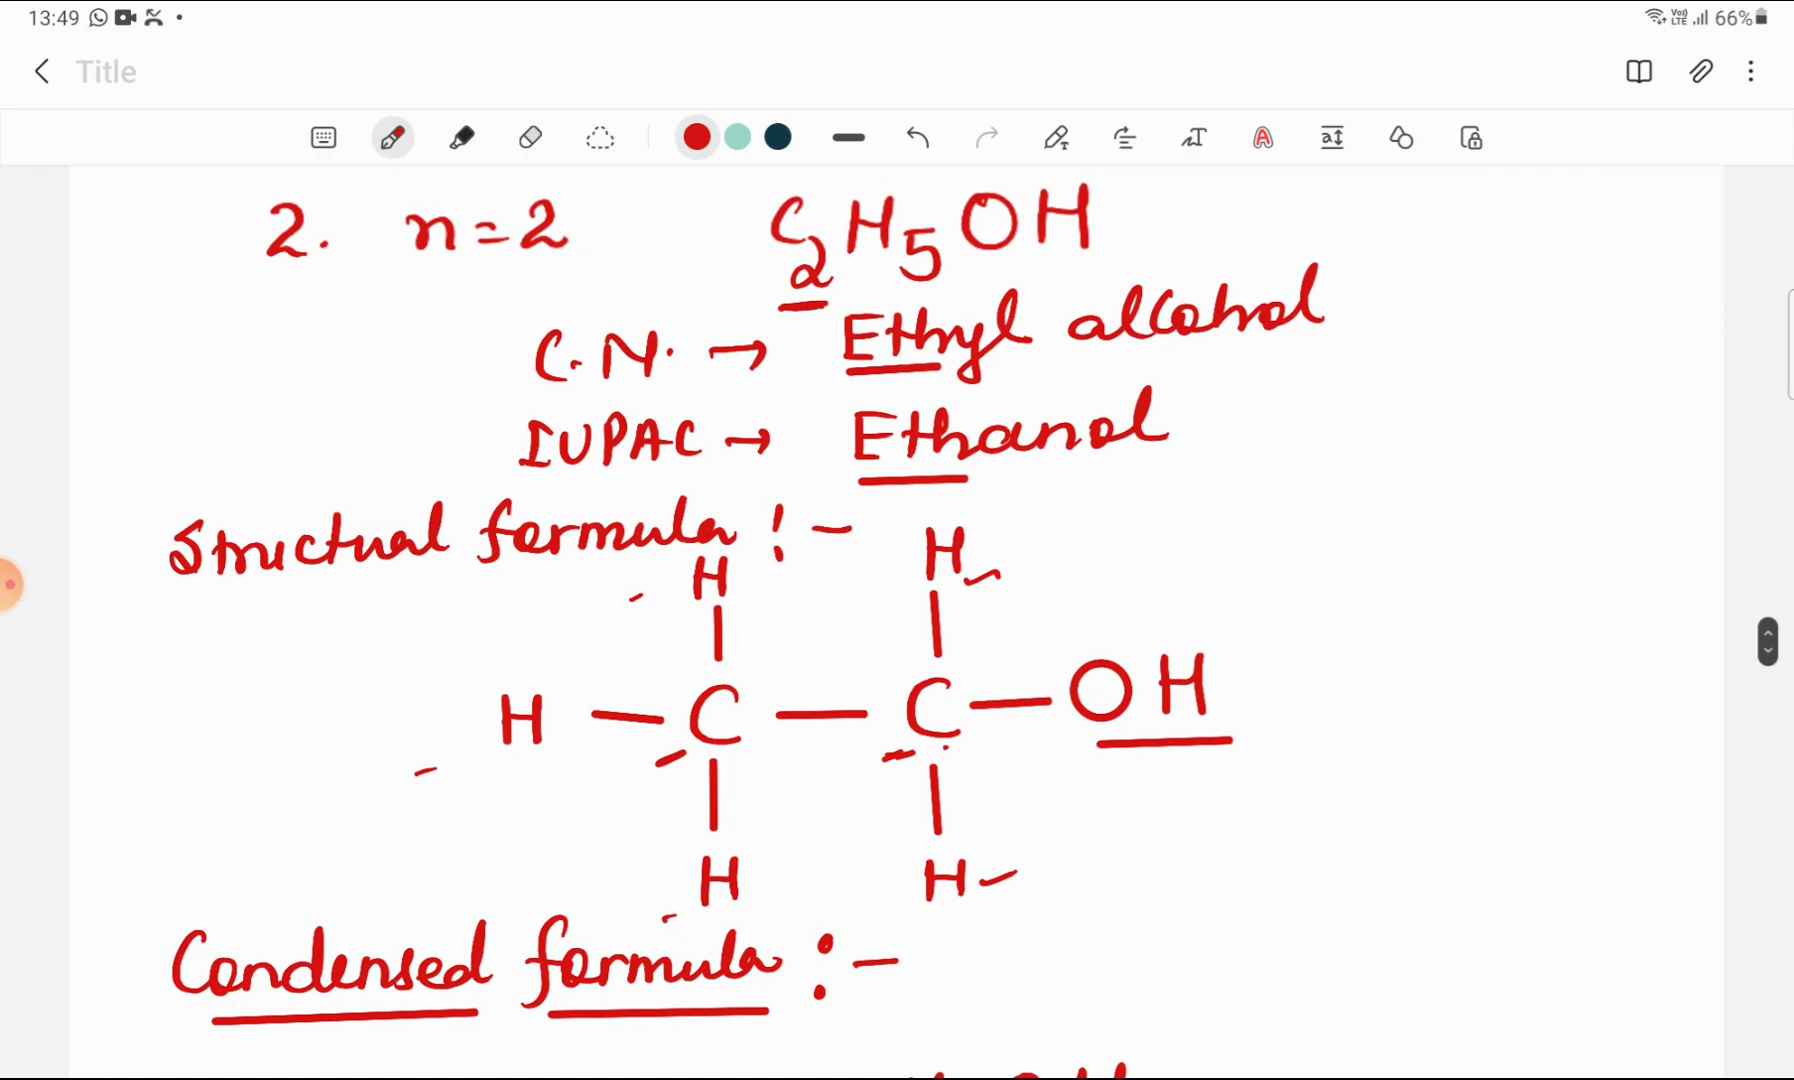 13:49 66%
Title
2. n=2 C2H5OH
C.N. → Ethyl alcohol
IUPAC → Ethanol
Structural formula :-
H H
H — C — C — OH
H H
Condensed formula :-